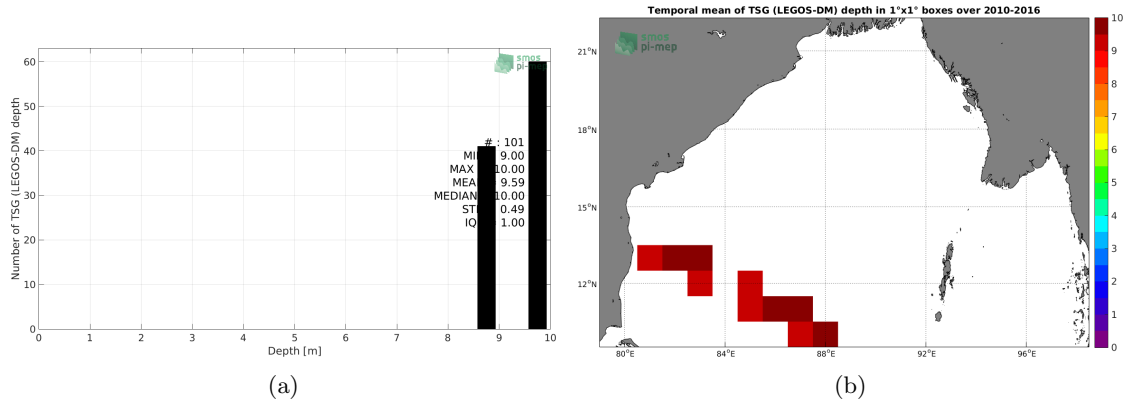 Number of TSG (LEGOS-DM) depth
60
50
40
30
20
10
0
smos
pi-mep
# : 101
9.00
MAX 10.00
9.59
MEDIAN 10.00
0.49
1.00
0 1 2 3 4 5 6 7 8 9 10
Depth [m]
(a)
Temporal mean of TSG (LEGOS-DM) depth in 1°x1° boxes over 2010-2016
smos
pi-mep
21°N
18°N
15°N
12°N
80°E 84°E 88°E 92°E 96°E
10
9
8
7
6
5
4
3
2
1
0
(b)